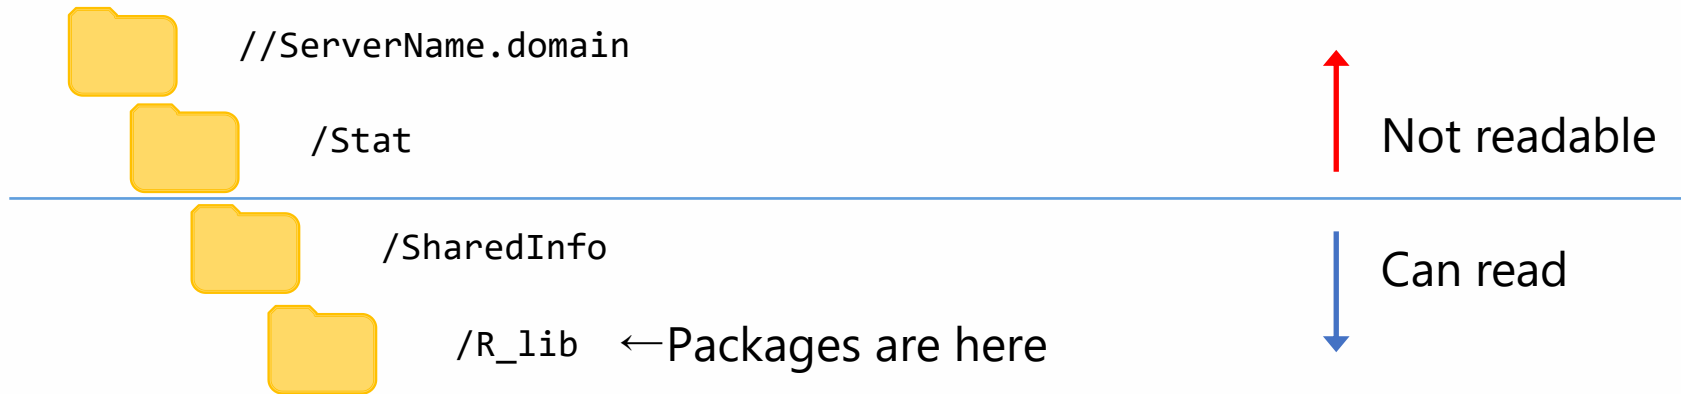 //ServerName.domain
/Stat
Not readable
/SharedInfo
Can read
/R_lib ←Packages are here